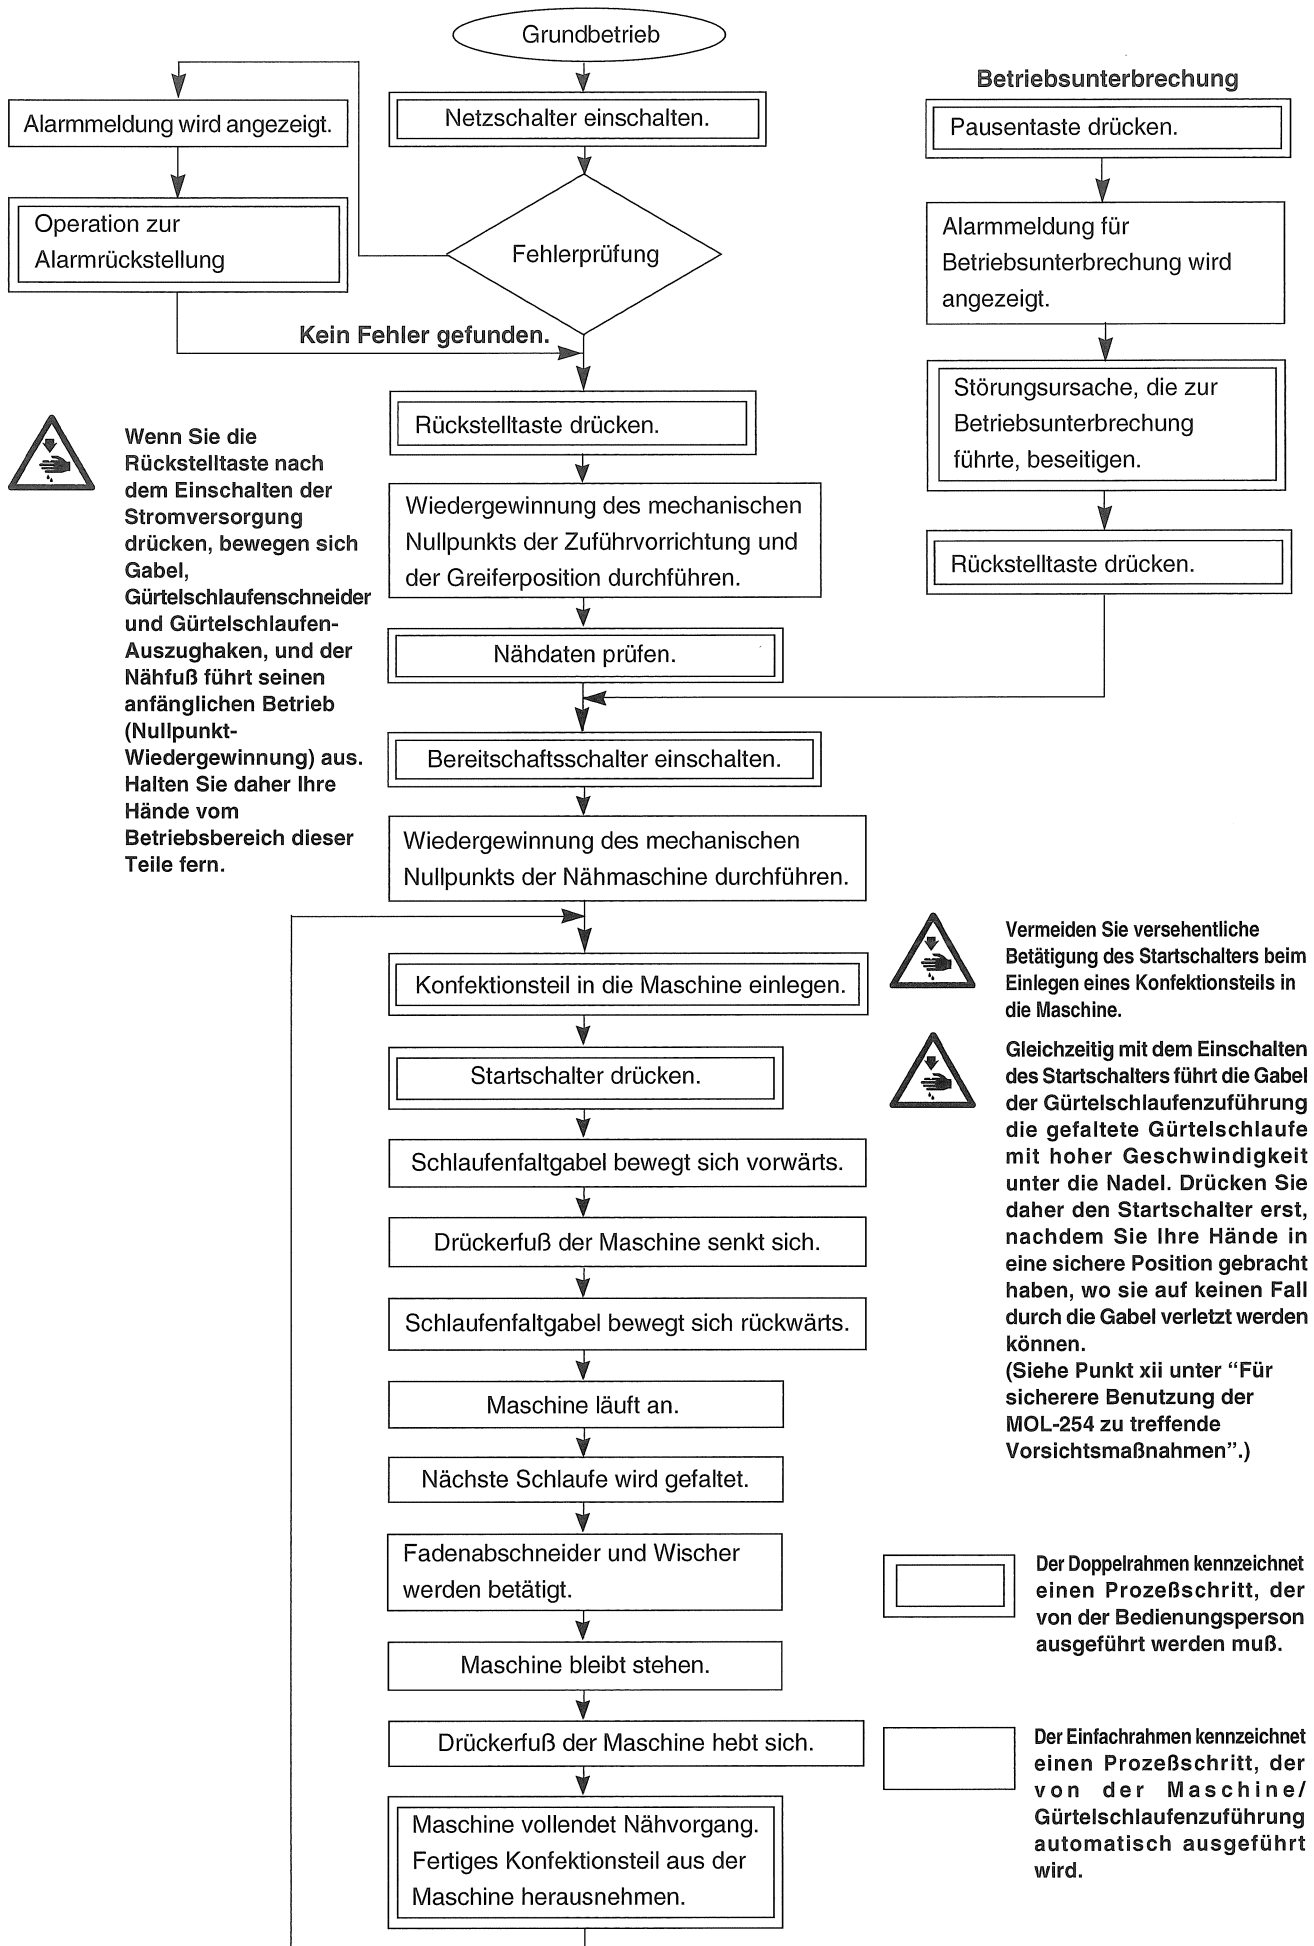 Grundbetrieb
Netzschalter einschalten.
Fehlerprüfung
Alarmmeldung wird angezeigt.
Operation zur
Alarmrückstellung
Kein Fehler gefunden.
Betriebsunterbrechung
Pausentaste drücken.
Alarmmeldung für
Betriebsunterbrechung wird
angezeigt.
Störungsursache, die zur
Betriebsunterbrechung
führte, beseitigen.
Rückstelltaste drücken.
Rückstelltaste drücken.
Wenn Sie die
Rückstelltaste nach
dem Einschalten der
Stromversorgung
drücken, bewegen sich
Gabel,
Gürtelschlaufenschneider
und Gürtelschlaufen-
Auszughaken, und der
Nähfuß führt seinen
anfänglichen Betrieb
(Nullpunkt-
Wiedergewinnung) aus.
Halten Sie daher Ihre
Hände vom
Betriebsbereich dieser
Teile fern.
Wiedergewinnung des mechanischen
Nullpunkts der Zuführvorrichtung und
der Greiferposition durchführen.
Nähdaten prüfen.
Bereitschaftsschalter einschalten.
Wiedergewinnung des mechanischen
Nullpunkts der Nähmaschine durchführen.
Konfektionsteil in die Maschine einlegen.
Vermeiden Sie versehentliche
Betätigung des Startschalters beim
Einlegen eines Konfektionsteils in
die Maschine.
Startschalter drücken.
Gleichzeitig mit dem Einschalten
des Startschalters führt die Gabel
der Gürtelschlaufenzuführung
die gefaltete Gürtelschlaufe
mit hoher Geschwindigkeit
unter die Nadel. Drücken Sie
daher den Startschalter erst,
nachdem Sie Ihre Hände in
eine sichere Position gebracht
haben, wo sie auf keinen Fall
durch die Gabel verletzt werden
können.
(Siehe Punkt xii unter “Für
sicherere Benutzung der
MOL-254 zu treffende
Vorsichtsmaßnahmen”.)
Schlaufenfaltgabel bewegt sich vorwärts.
Drückerfuß der Maschine senkt sich.
Schlaufenfaltgabel bewegt sich rückwärts.
Maschine läuft an.
Nächste Schlaufe wird gefaltet.
Fadenabschneider und Wischer
werden betätigt.
Maschine bleibt stehen.
Drückerfuß der Maschine hebt sich.
Maschine vollendet Nähvorgang.
Fertiges Konfektionsteil aus der
Maschine herausnehmen.
Der Doppelrahmen kennzeichnet
einen Prozeßschritt, der
von der Bedienungsperson
ausgeführt werden muß.
Der Einfachrahmen kennzeichnet
einen Prozeßschritt, der
von der Maschine/
Gürtelschlaufenzuführung
automatisch ausgeführt
wird.